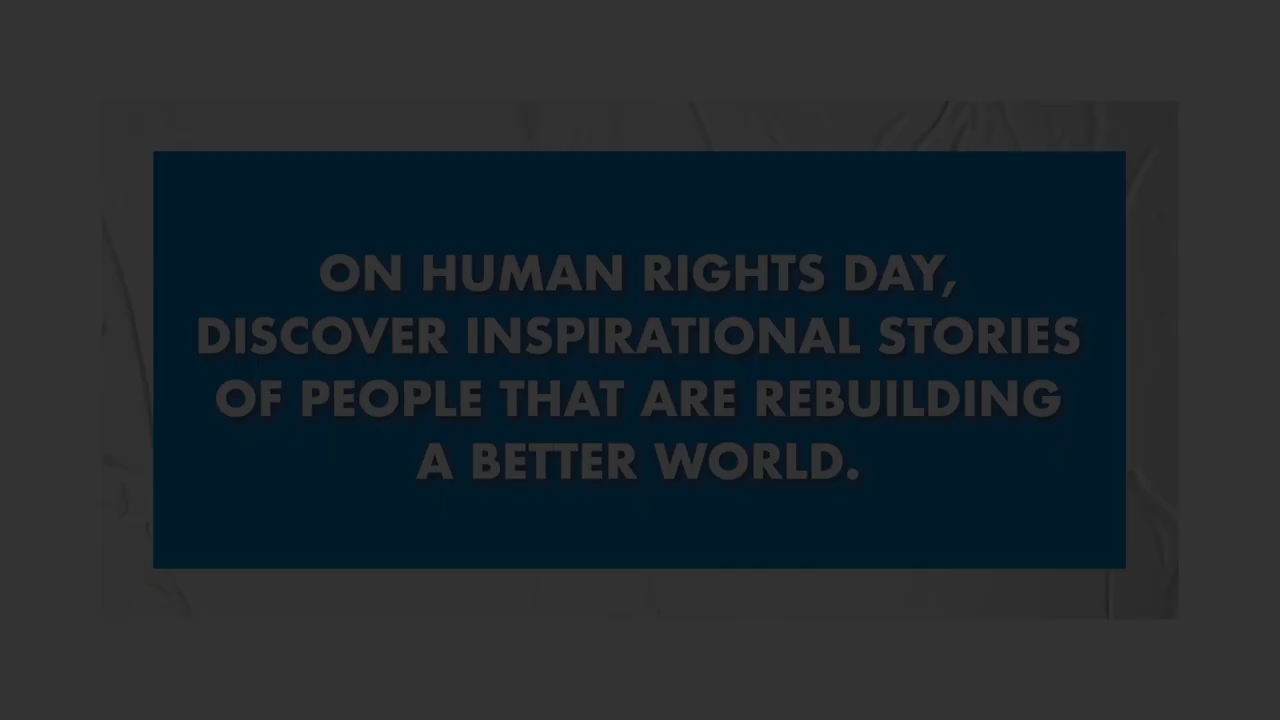 ON HUMAN RIGHTS DAY,
DISCOVER INSPIRATIONAL STORIES
OF PEOPLE THAT ARE REBUILDING
A BETTER WORLD.